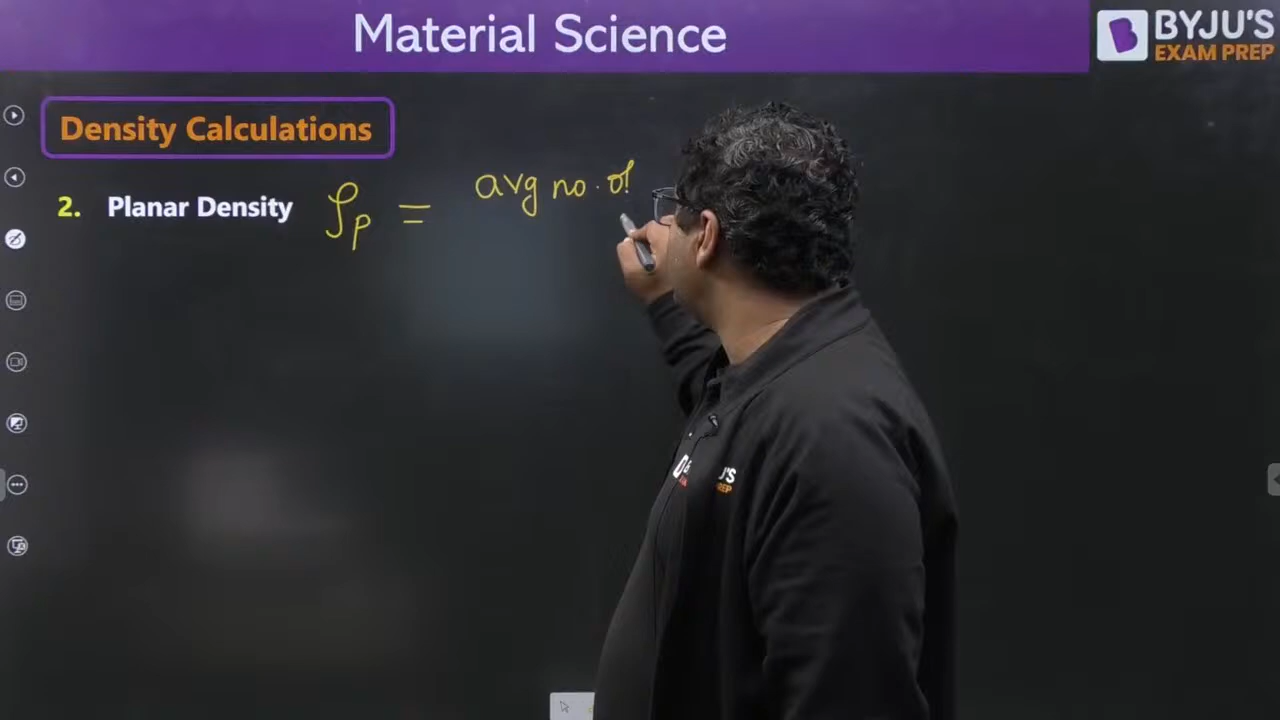 Material Science
BYJU'S
EXAM PREP
Density Calculations
avg no. of
2. Planar Density ρp =